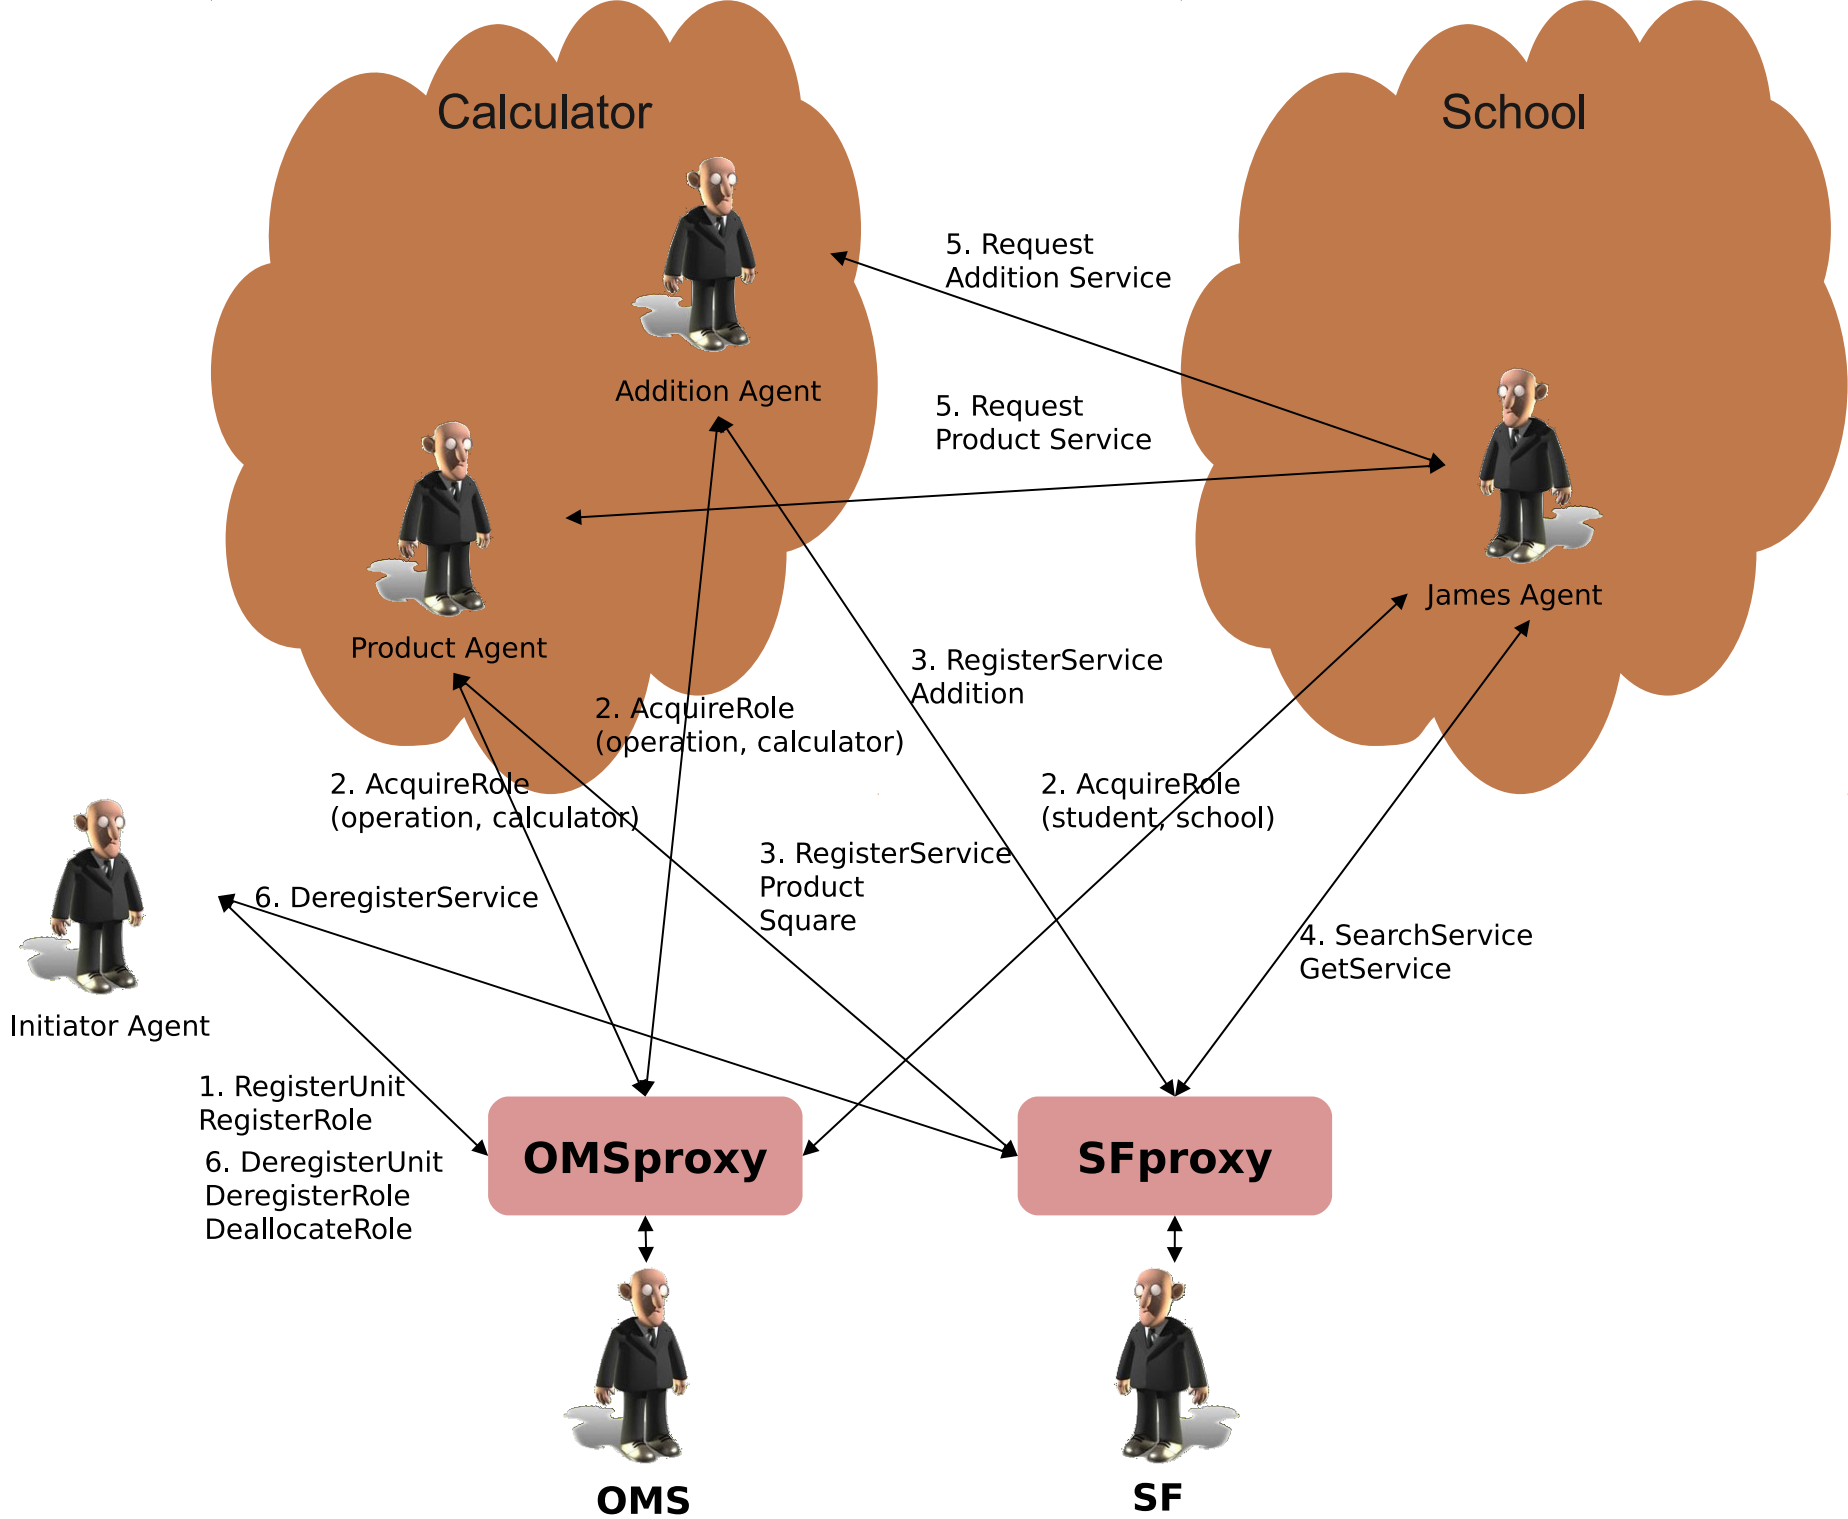 Calculator
School
5. Request
Addition Service
Addition Agent
5. Request
Product Service
James Agent
Product Agent
3. RegisterService
Addition
2. AcquireRole
(operation, calculator)
2. AcquireRole
(operation, calculator)
2. AcquireRole
(student, school)
3. RegisterService
Product
Square
6. DeregisterService
4. SearchService
GetService
Initiator Agent
1. RegisterUnit
RegisterRole
6. DeregisterUnit
DeregisterRole
DeallocateRole
OMSproxy
SFproxy
OMS
SF